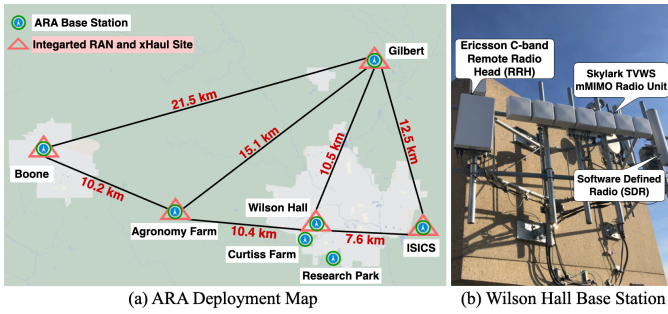 ARA Base Station
Integarted RAN and xHaul Site
Gilbert
21.5 km
15.1 km
10.5 km
12.5 km
Boone
10.2 km
Agronomy Farm
10.4 km
Wilson Hall
7.6 km
ISICS
Curtiss Farm
Research Park
(a) ARA Deployment Map
Ericsson C-band
Remote Radio
Head (RRH)
Skylark TVWS
mMIMO Radio Unit
Software Defined
Radio (SDR)
(b) Wilson Hall Base Station